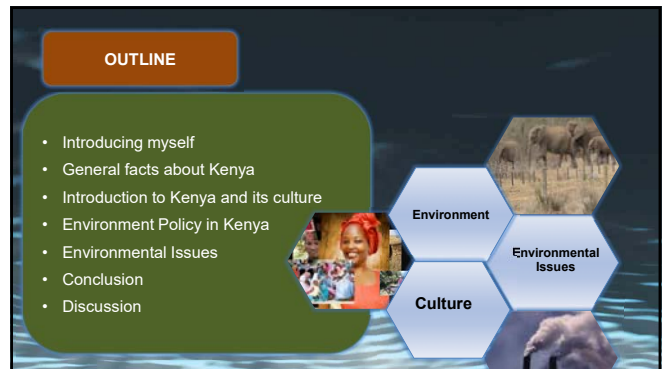 OUTLINE
• Introducing myself
• General facts about Kenya
• Introduction to Kenya and its culture
• Environment Policy in Kenya
• Environmental Issues
• Conclusion
• Discussion
Environment
Environmental
Issues
Culture